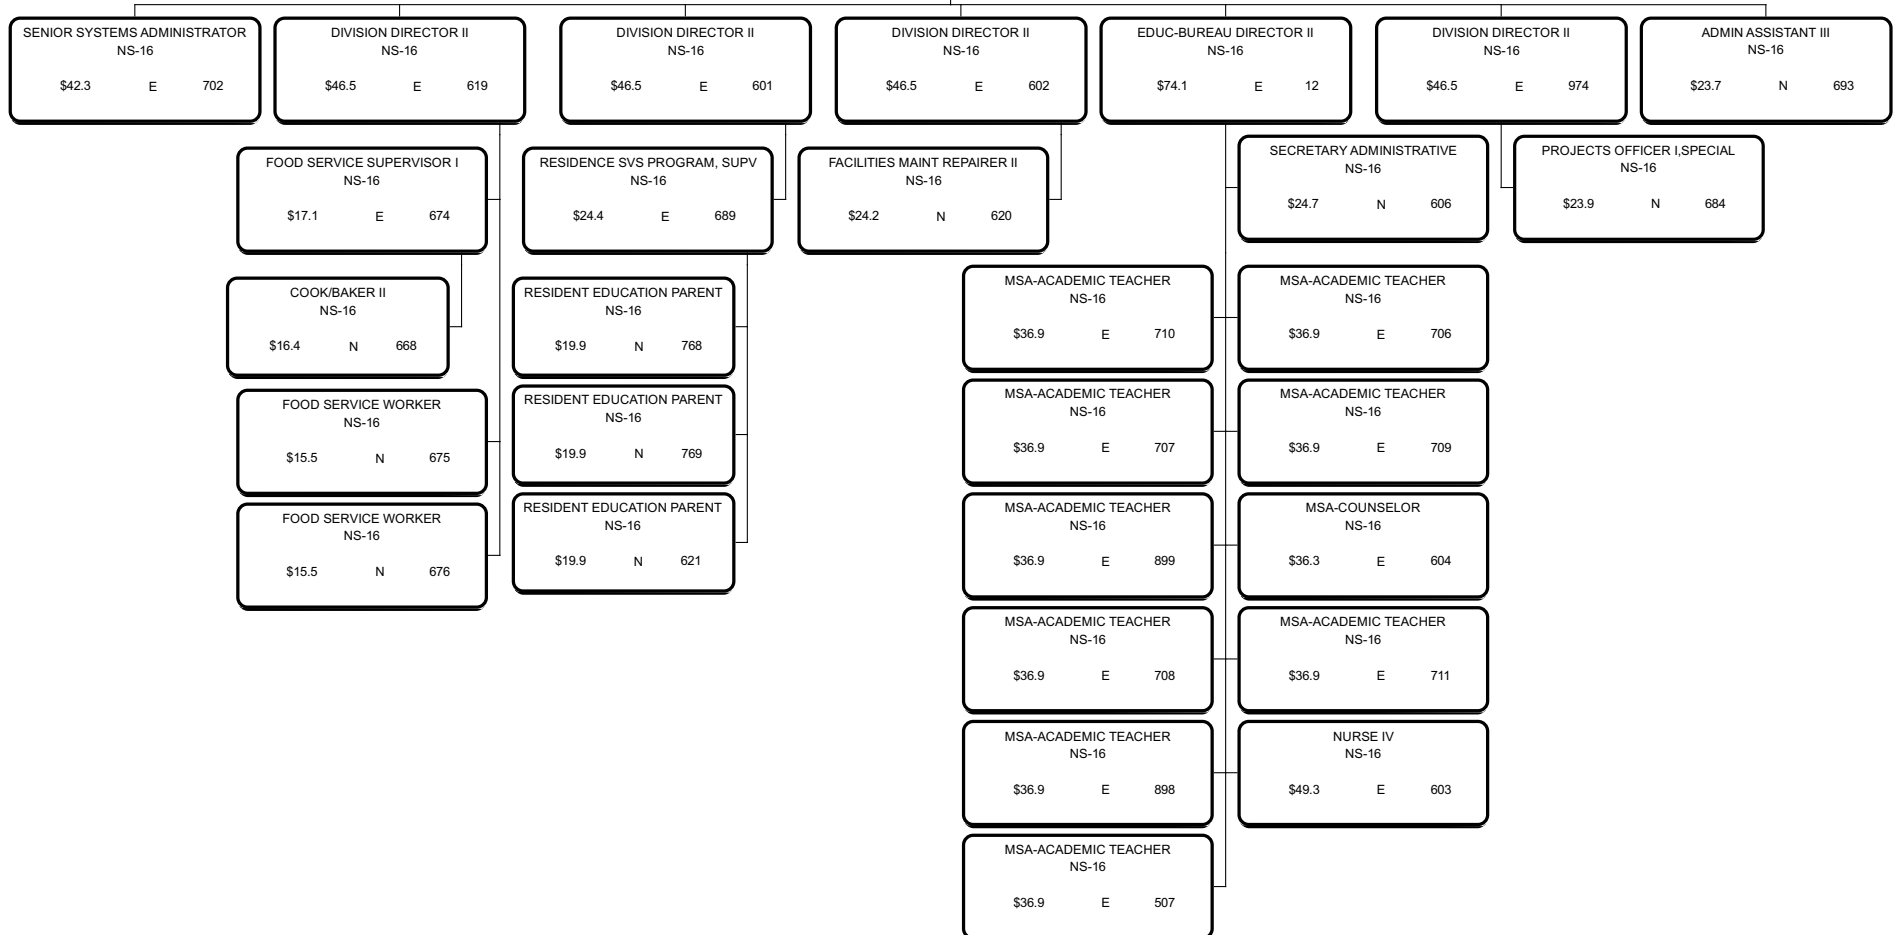 SENIOR SYSTEMS ADMINISTRATOR
NS-16
$42.3 E 702
DIVISION DIRECTOR II
NS-16
$46.5 E 619
DIVISION DIRECTOR II
NS-16
$46.5 E 601
DIVISION DIRECTOR II
NS-16
$46.5 E 602
EDUC-BUREAU DIRECTOR II
NS-16
$74.1 E 12
DIVISION DIRECTOR II
NS-16
$46.5 E 974
ADMIN ASSISTANT III
NS-16
$23.7 N 693
FOOD SERVICE SUPERVISOR I
NS-16
$17.1 E 674
RESIDENCE SVS PROGRAM, SUPV
NS-16
$24.4 E 689
FACILITIES MAINT REPAIRER II
NS-16
$24.2 N 620
SECRETARY ADMINISTRATIVE
NS-16
$24.7 N 606
PROJECTS OFFICER I,SPECIAL
NS-16
$23.9 N 684
COOK/BAKER II
NS-16
$16.4 N 668
RESIDENT EDUCATION PARENT
NS-16
$19.9 N 768
MSA-ACADEMIC TEACHER
NS-16
$36.9 E 710
MSA-ACADEMIC TEACHER
NS-16
$36.9 E 706
FOOD SERVICE WORKER
NS-16
$15.5 N 675
RESIDENT EDUCATION PARENT
NS-16
$19.9 N 769
MSA-ACADEMIC TEACHER
NS-16
$36.9 E 707
MSA-ACADEMIC TEACHER
NS-16
$36.9 E 709
FOOD SERVICE WORKER
NS-16
$15.5 N 676
RESIDENT EDUCATION PARENT
NS-16
$19.9 N 621
MSA-ACADEMIC TEACHER
NS-16
$36.9 E 899
MSA-COUNSELOR
NS-16
$36.3 E 604
MSA-ACADEMIC TEACHER
NS-16
$36.9 E 708
MSA-ACADEMIC TEACHER
NS-16
$36.9 E 711
MSA-ACADEMIC TEACHER
NS-16
$36.9 E 898
NURSE IV
NS-16
$49.3 E 603
MSA-ACADEMIC TEACHER
NS-16
$36.9 E 507